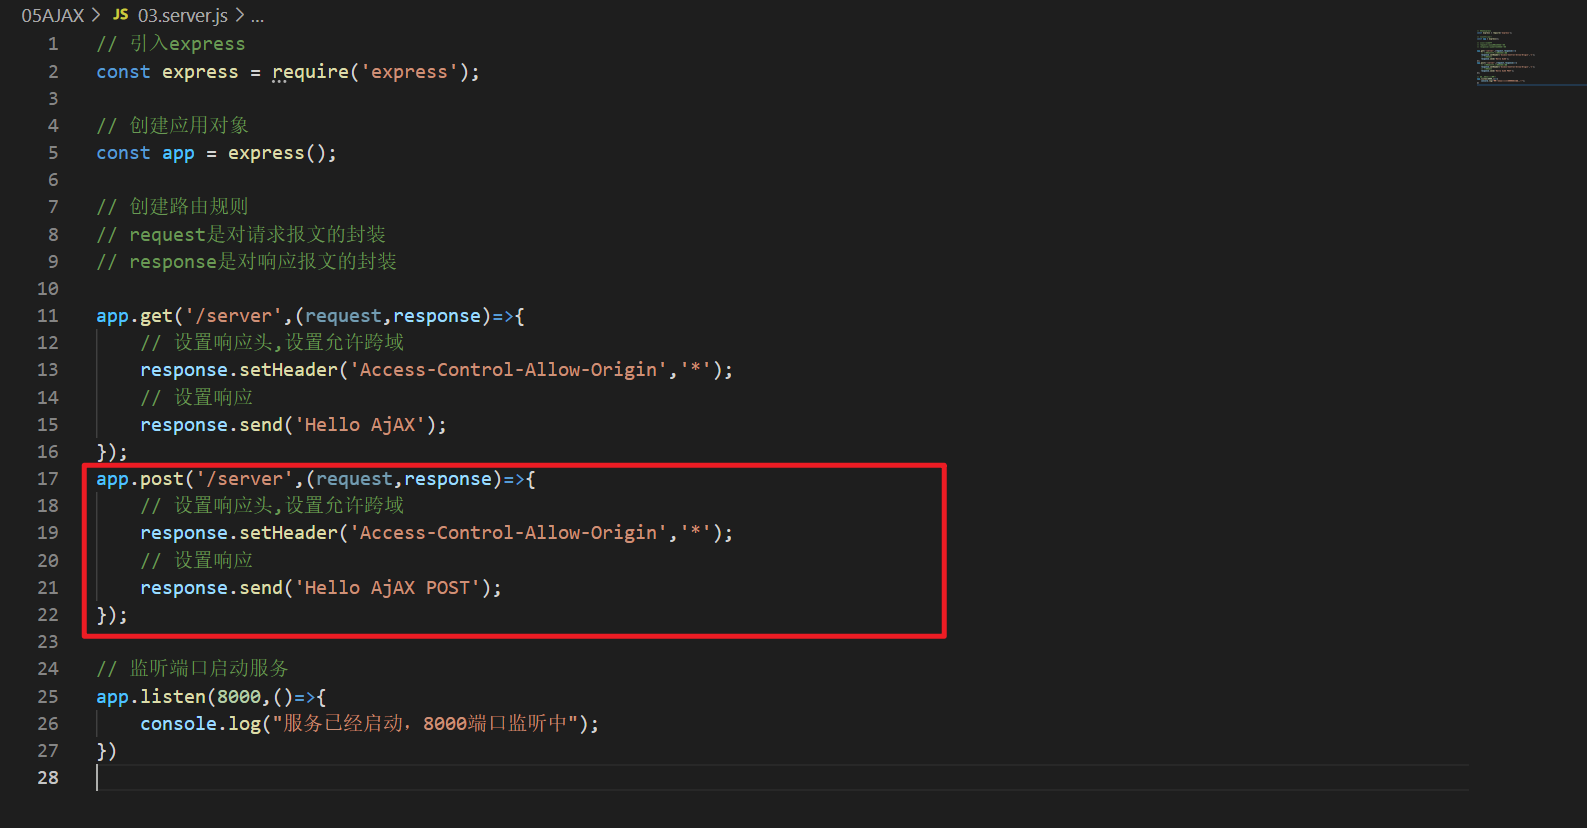 05AJAX > JS 03.server.js > ...
1 // 引入express
2 const express = require('express');
3
4 // 创建应用对象
5 const app = express();
6
7 // 创建路由规则
8 // request是对请求报文的封装
9 // response是对响应报文的封装
10
11 app.get('/server',(request,response)=>{
12 // 设置响应头,设置允许跨域
13 response.setHeader('Access-Control-Allow-Origin','*');
14 // 设置响应
15 response.send('Hello AjAX');
16 });
17 app.post('/server',(request,response)=>{
18 // 设置响应头,设置允许跨域
19 response.setHeader('Access-Control-Allow-Origin','*');
20 // 设置响应
21 response.send('Hello AjAX POST');
22 });
23
24 // 监听端口启动服务
25 app.listen(8000,()=>{
26 console.log("服务已经启动，8000端口监听中");
27 })
28